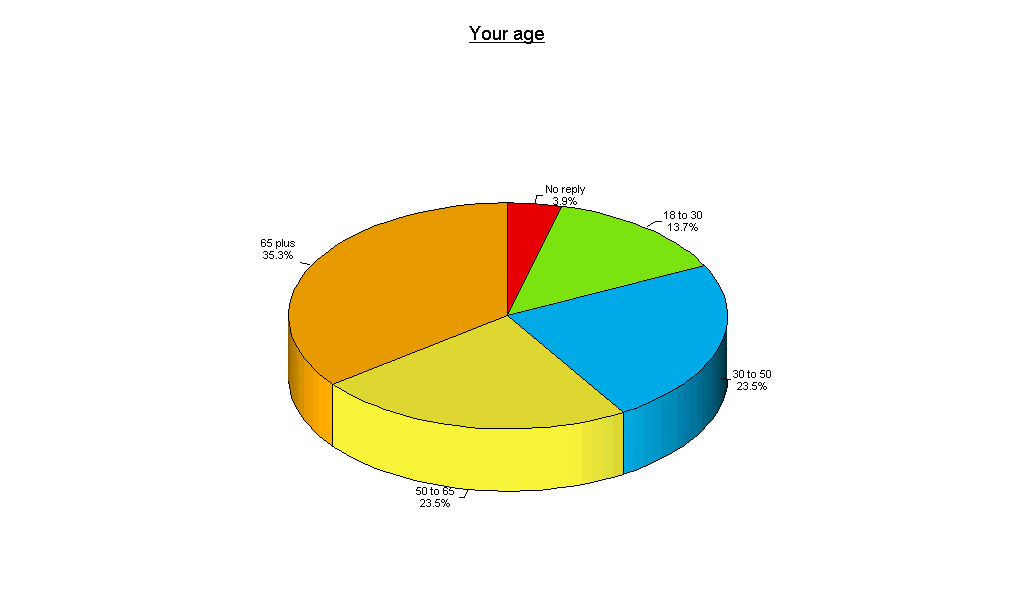 Your age
No reply
3.9%
18 to 30
13.7%
65 plus
35.3%
30 to 50
23.5%
50 to 65
23.5%